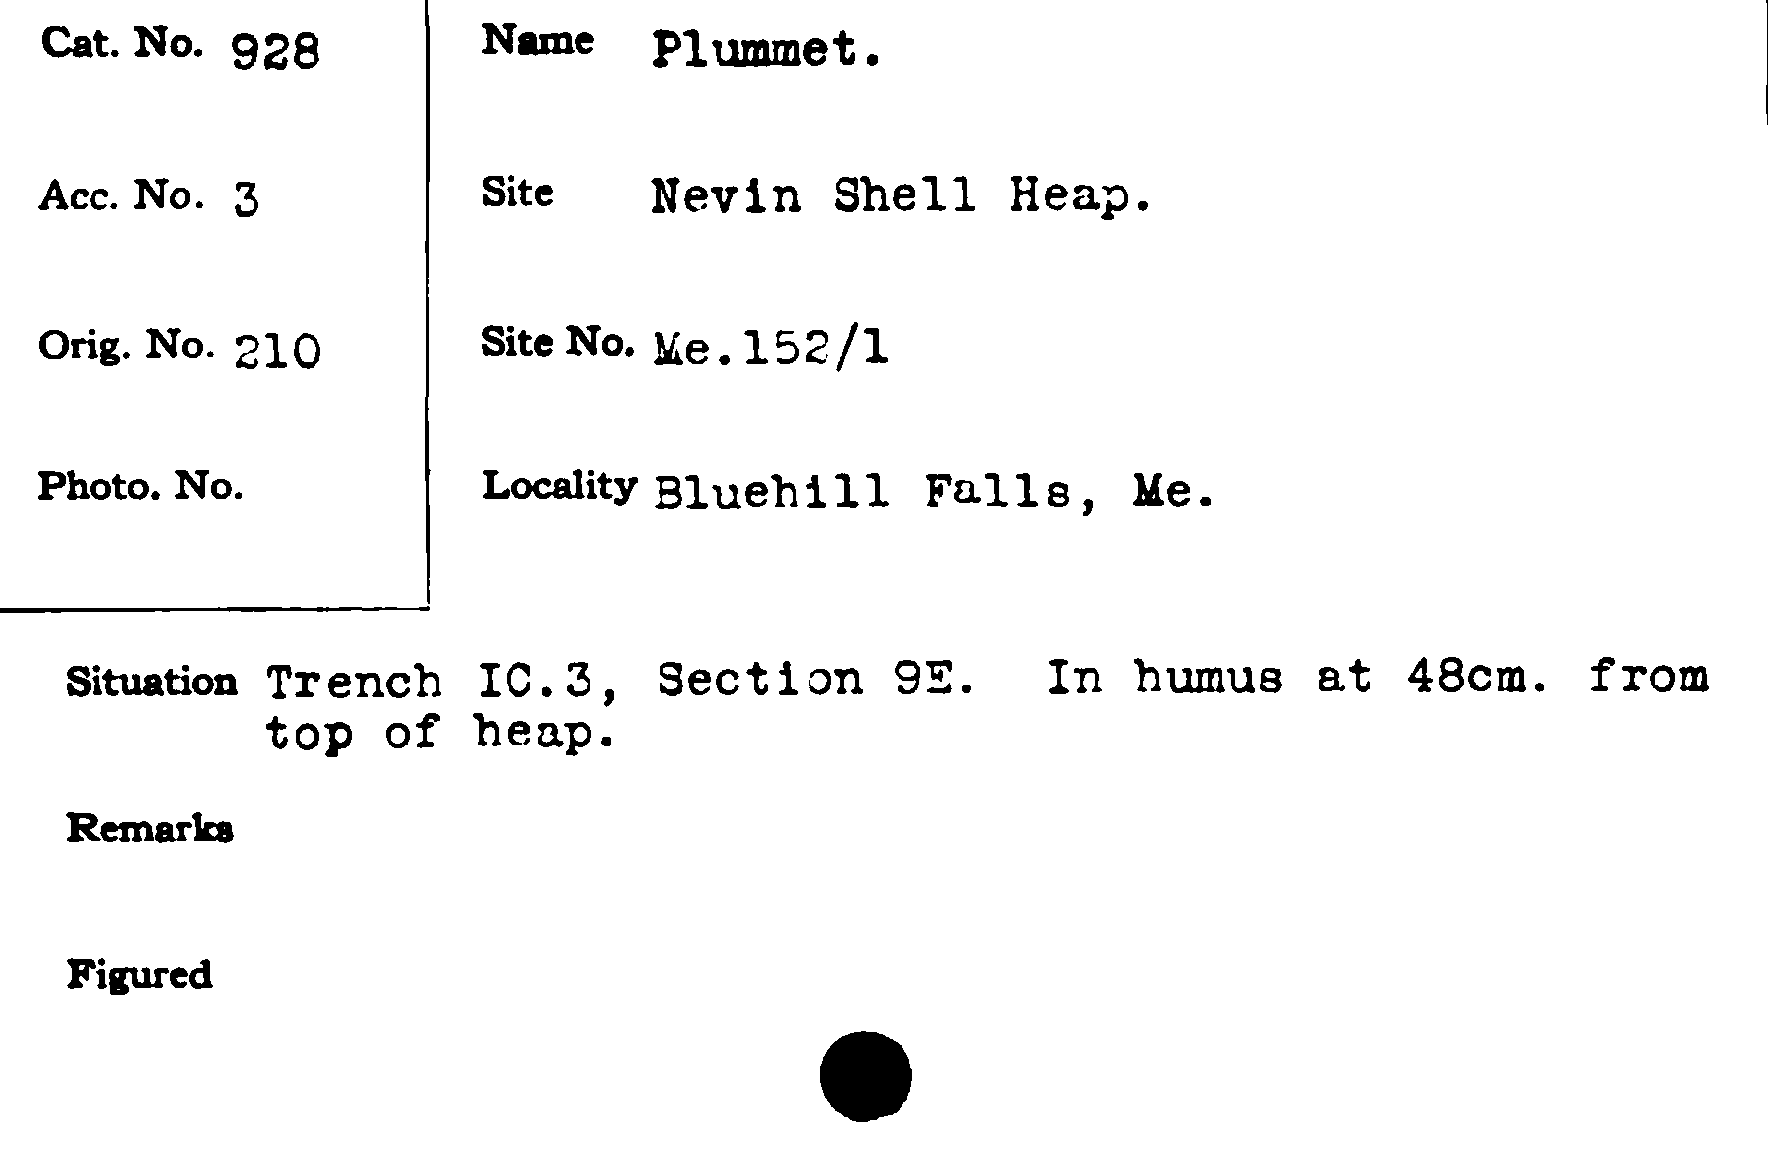 Cat. No. 928
Name Plummet.
Acc. No. 3
Site Nevin Shell Heap.
Orig. No. 210
Site No. Me.152/1
Photo. No.
Locality Bluehill Falls, Me.
Situation Trench IC.3, Section 9E. In humus at 48cm. from
top of heap.
Remarks
Figured